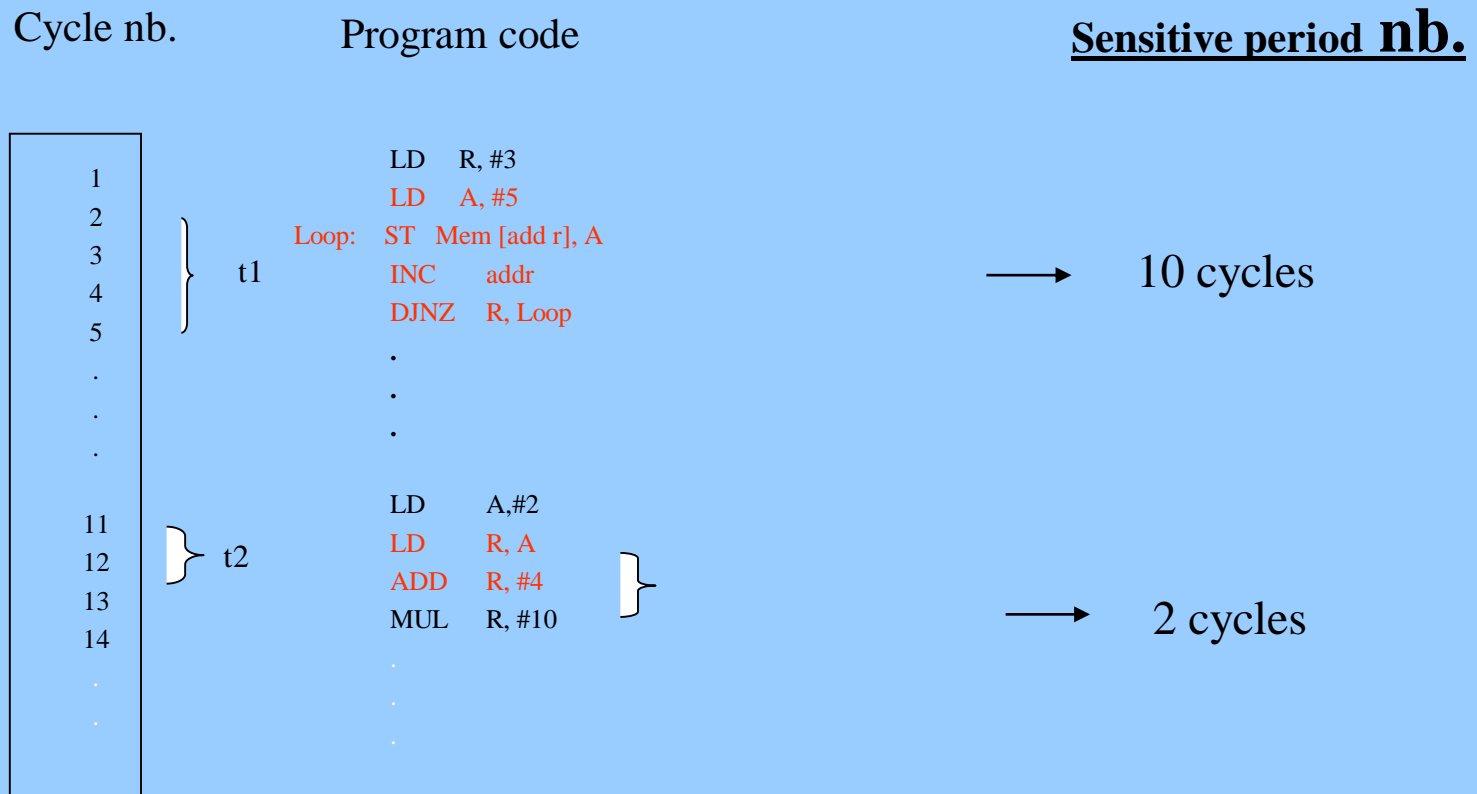 Cycle nb. Program code Sensitive period nb.
1 LD R, #3
2 LD A, #5
3 Loop: ST Mem [add r], A
4 t1 INC addr 10 cycles
5 DJNZ R, Loop
. .
. .
. .
11 LD A,#2
12 t2 LD R, A
13 ADD R, #4 2 cycles
14 MUL R, #10
. .
. .
.